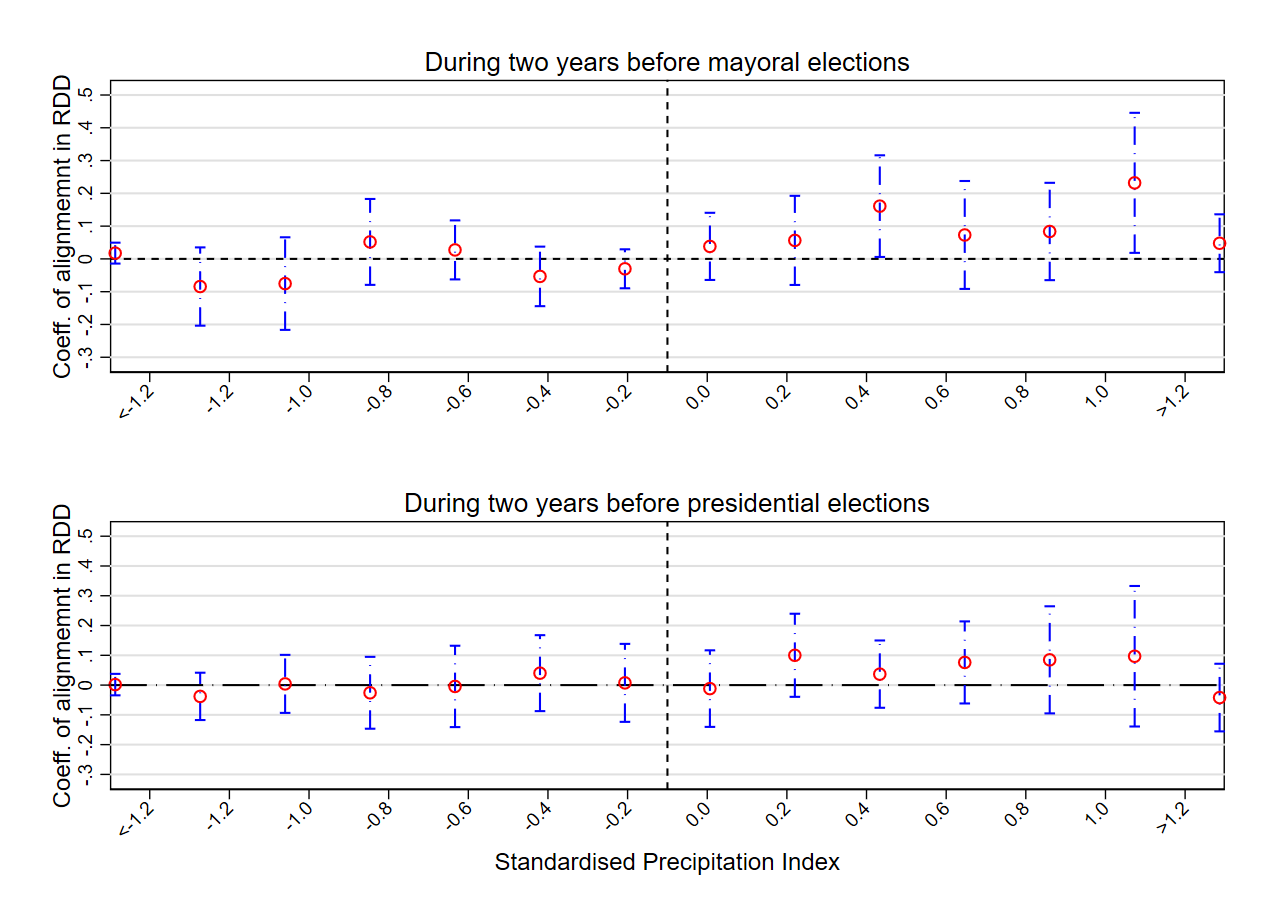 During two years before mayoral elections
Coeff. of alignmemnt in RDD
.5
.4
.3
.2
.1
0
-.1
-.2
-.3
<-1.2 -1.2 -1.0 -0.8 -0.6 -0.4 -0.2 0.0 0.2 0.4 0.6 0.8 1.0 >1.2
During two years before presidential elections
Coeff. of alignmemnt in RDD
.5
.4
.3
.2
.1
0
-.1
-.2
-.3
<-1.2 -1.2 -1.0 -0.8 -0.6 -0.4 -0.2 0.0 0.2 0.4 0.6 0.8 1.0 >1.2
Standardised Precipitation Index